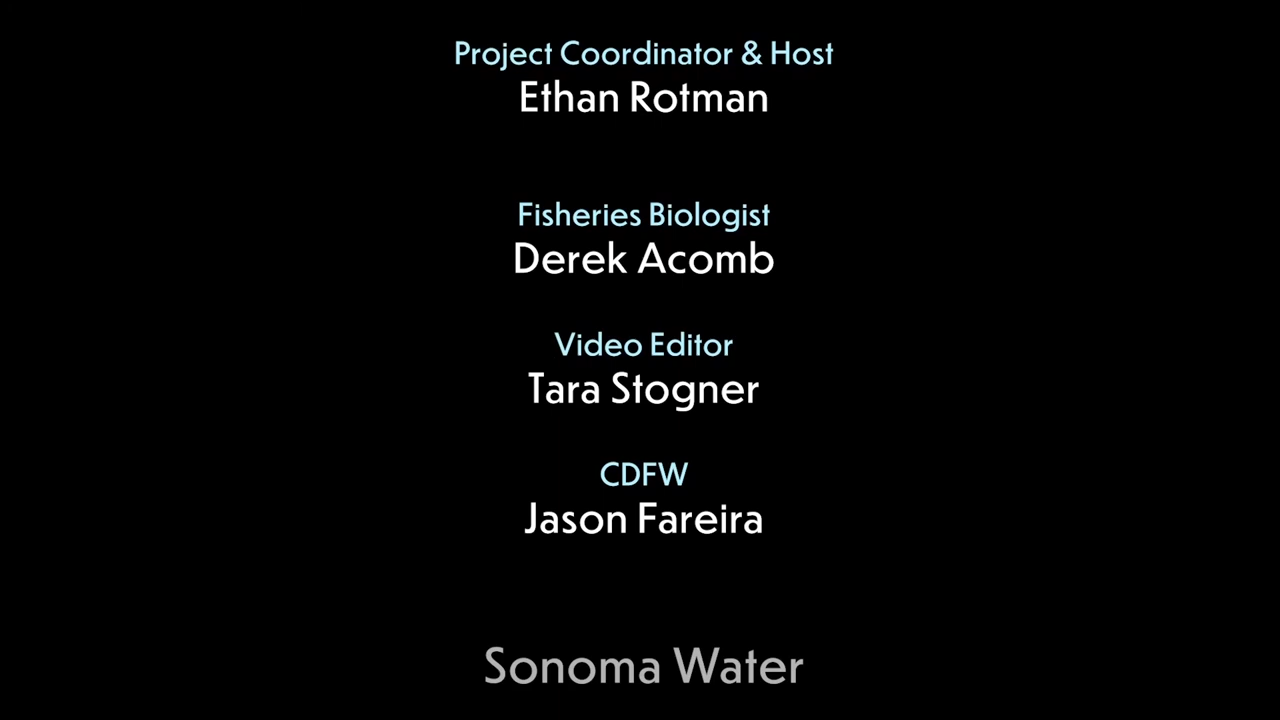 Project Coordinator & Host
Ethan Rotman
Fisheries Biologist
Derek Acomb
Video Editor
Tara Stogner
CDFW
Jason Fareira
Sonoma Water